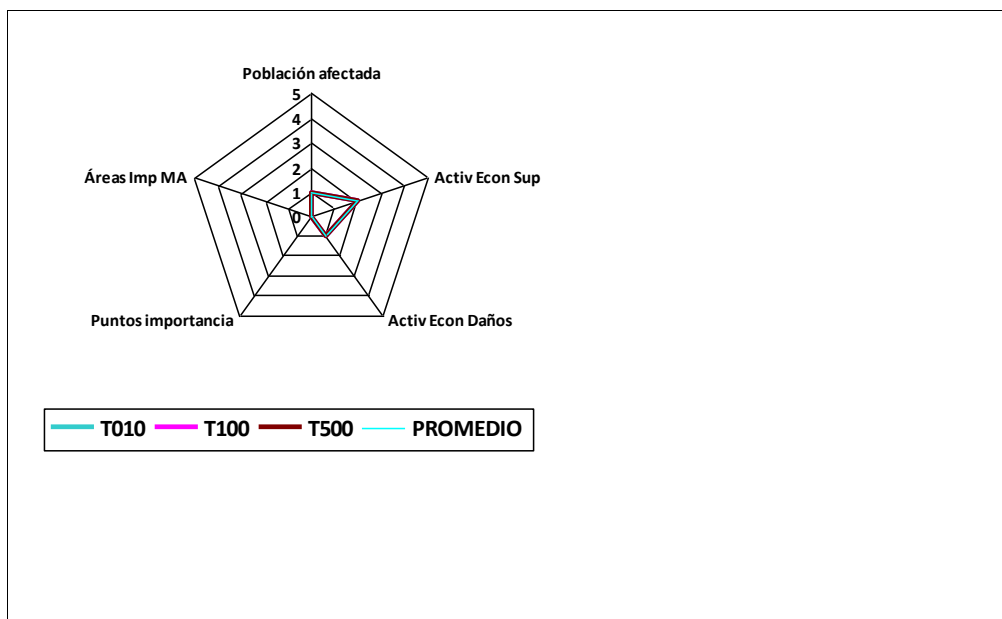 Población afectada
5
4
3
2
1
0
Áreas Imp MA
Activ Econ Sup
Puntos importancia
Activ Econ Daños
T010 T100 T500 PROMEDIO